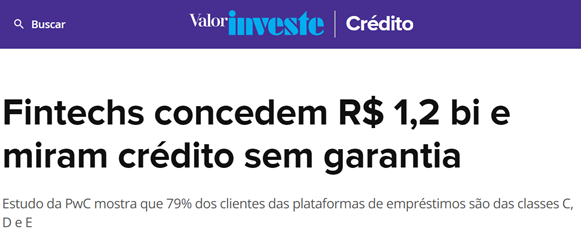 Buscar
Valor investe | Crédito
Fintechs concedem R$ 1,2 bi e
miram crédito sem garantia
Estudo da PwC mostra que 79% dos clientes das plataformas de empréstimos são das classes C,
D e E